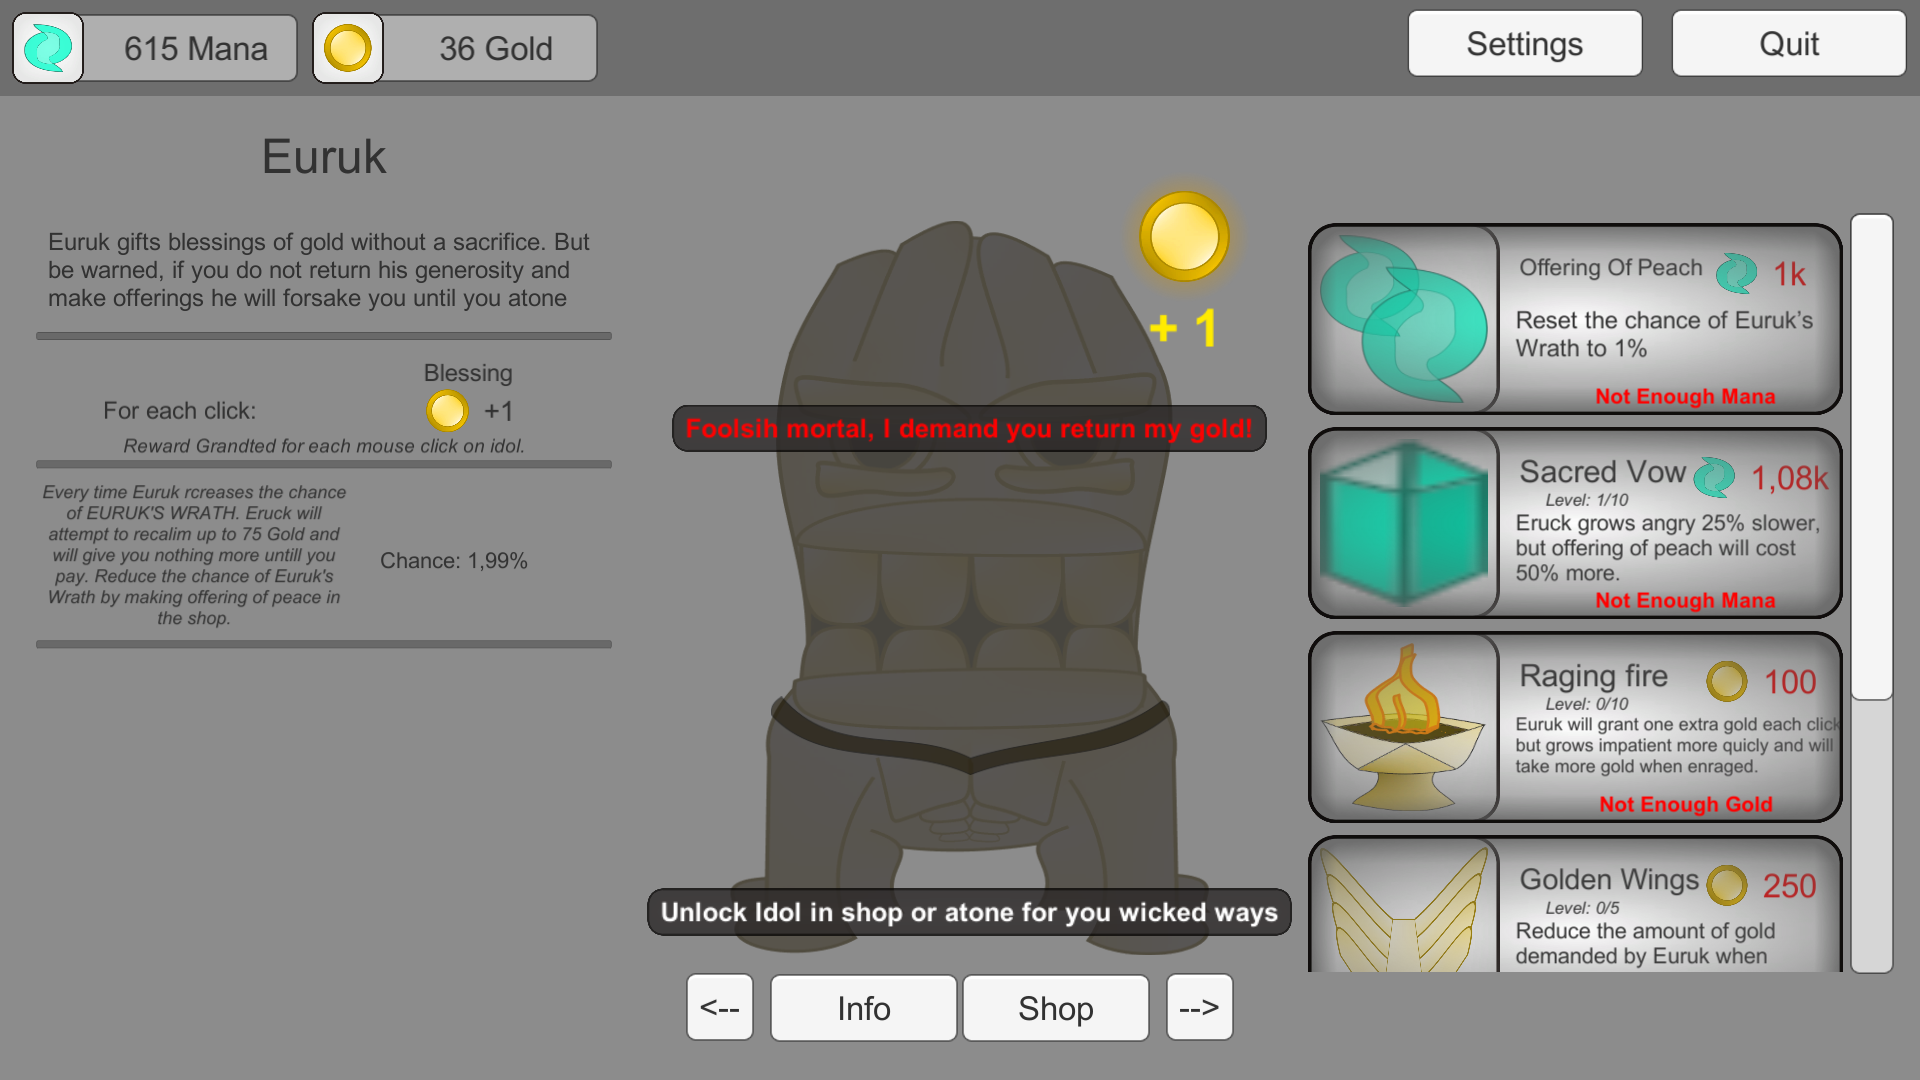 615 Mana
36 Gold
Settings
Quit
Euruk
Euruk gifts blessings of gold without a sacrifice. But
be warned, if you do not return his generosity and
make offerings he will forsake you until you atone
Blessing
For each click:
+1
Reward Grandted for each mouse click on idol.
Every time Euruk rcreases the chance
of EURUK'S WRATH. Eruck will
attempt to recalim up to 75 Gold and
will give you nothing more untill you
pay. Reduce the chance of Euruk's
Wrath by making offering of peace in
the shop.
Chance: 1,99%
+ 1
Foolsih mortal, I demand you return my gold!
Unlock Idol in shop or atone for you wicked ways
<--
Info
Shop
-->
Offering Of Peach
1k
Reset the chance of Euruk’s
Wrath to 1%
Not Enough Mana
Sacred Vow
1,08k
Level: 1/10
Eruck grows angry 25% slower,
but offering of peach will cost
50% more.
Not Enough Mana
Raging fire
100
Level: 0/10
Euruk will grant one extra gold each click
but grows impatient more quicly and will
take more gold when enraged.
Not Enough Gold
Golden Wings
250
Level: 0/5
Reduce the amount of gold
demanded by Euruk when